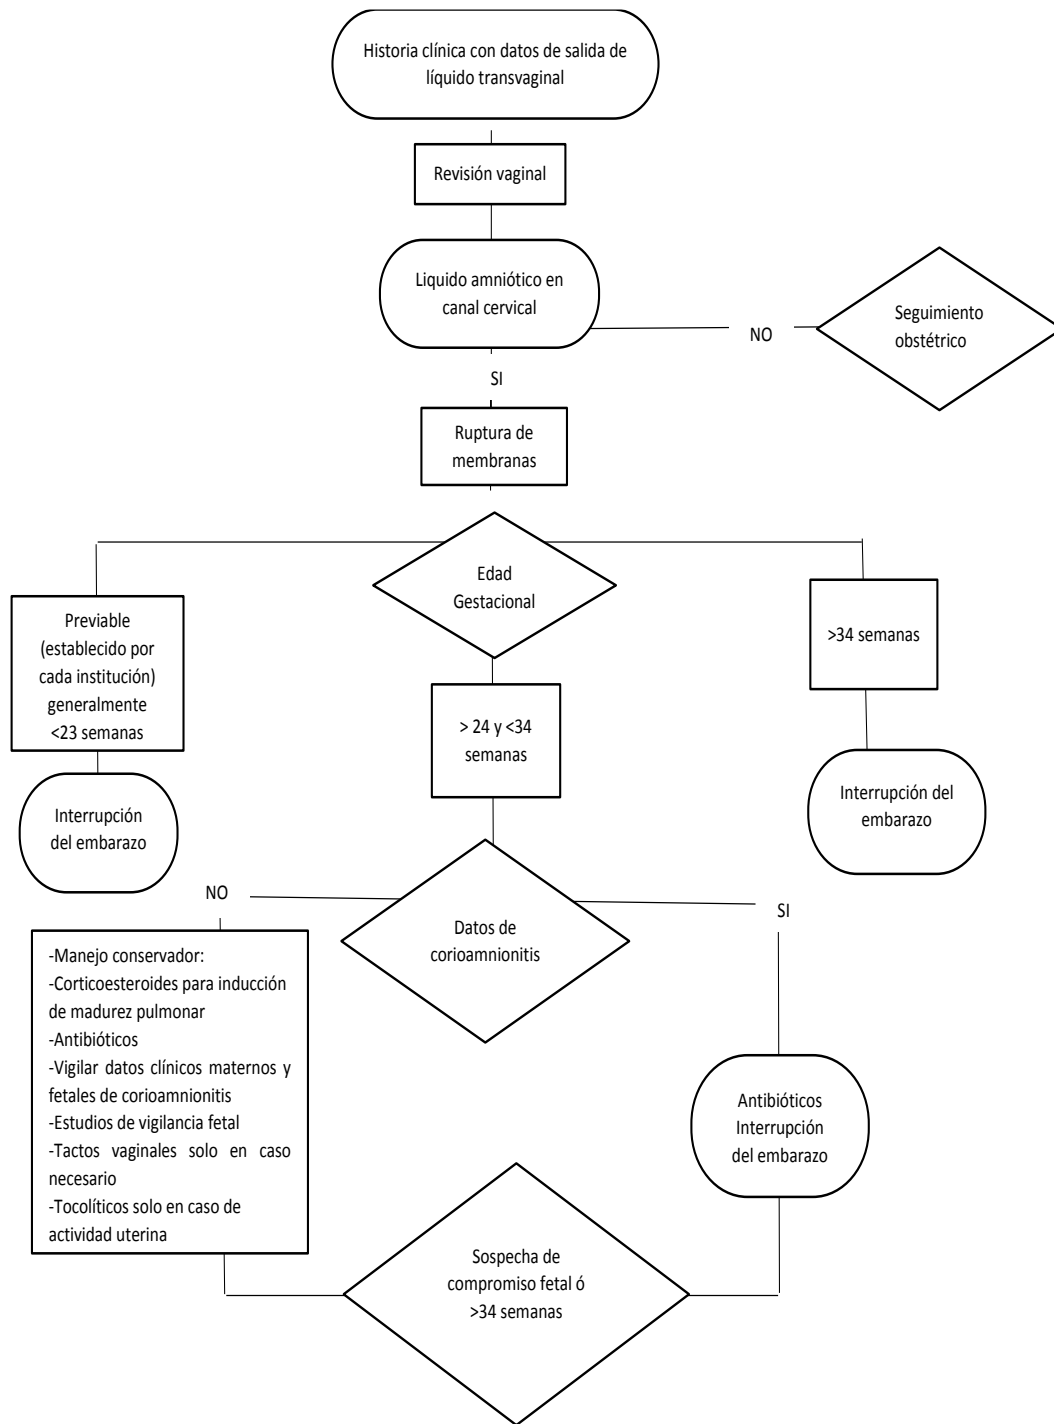 Historia clínica con datos de salida de
líquido transvaginal
Revisión vaginal
Liquido amniótico en
canal cervical
Seguimiento
obstétrico
NO
SI
Ruptura de
membranas
Edad
Gestacional
Previable
(establecido por
cada institución)
generalmente
<23 semanas
>34 semanas
> 24 y <34
semanas
Interrupción
del embarazo
Interrupción del
embarazo
NO
SI
Datos de
corioamnionitis
-Manejo conservador:
-Corticoesteroides para inducción
de madurez pulmonar
-Antibióticos
-Vigilar datos clínicos maternos y
fetales de corioamnionitis
-Estudios de vigilancia fetal
-Tactos vaginales solo en caso
necesario
-Tocolíticos solo en caso de
actividad uterina
Antibióticos
Interrupción
del embarazo
Sospecha de
compromiso fetal ó
>34 semanas